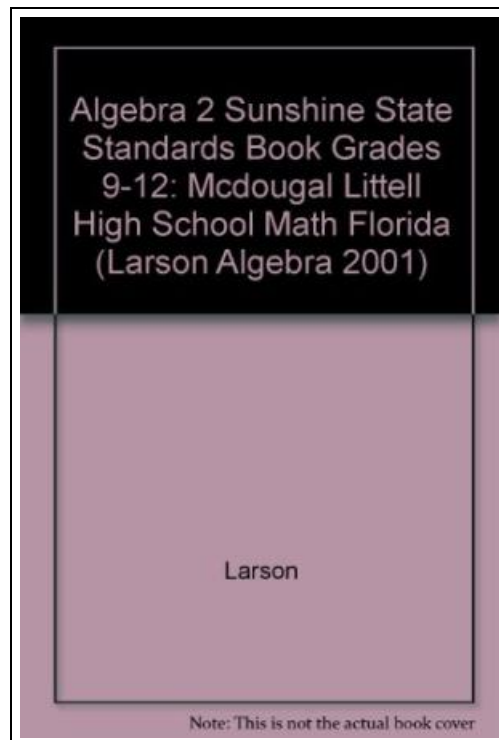 Algebra 2 Sunshine State
Standards Book Grades
9-12: Mcdougal Littell
High School Math Florida
(Larson Algebra 2001)
Larson
Note: This is not the actual book cover